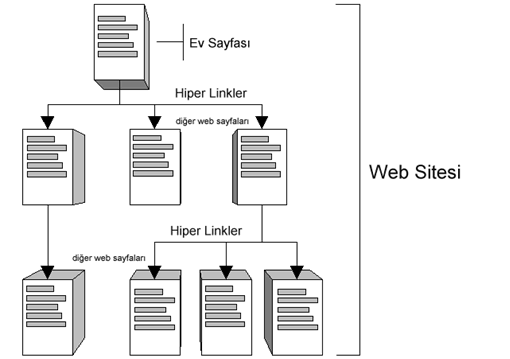 Ev Sayfası
Hiper Linkler
diğer web sayfaları
Web Sitesi
Hiper Linkler
diğer web sayfaları